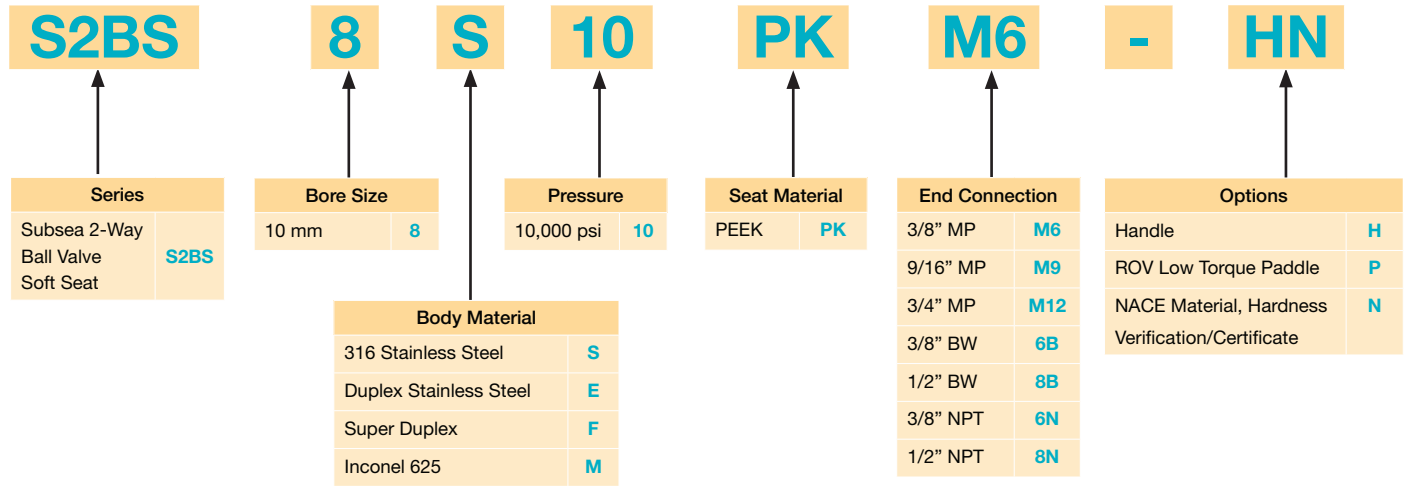 S2BS 8 S 10 PK M6 - HN
Series
Subsea 2-Way
Ball Valve
Soft Seat
S2BS
Bore Size
10 mm 8
Body Material
316 Stainless Steel S
Duplex Stainless Steel E
Super Duplex F
Inconel 625 M
Pressure
10,000 psi 10
Seat Material
PEEK PK
End Connection
3/8” MP M6
9/16” MP M9
3/4” MP M12
3/8” BW 6B
1/2” BW 8B
3/8” NPT 6N
1/2” NPT 8N
Options
Handle H
ROV Low Torque Paddle P
NACE Material, Hardness N
Verification/Certificate